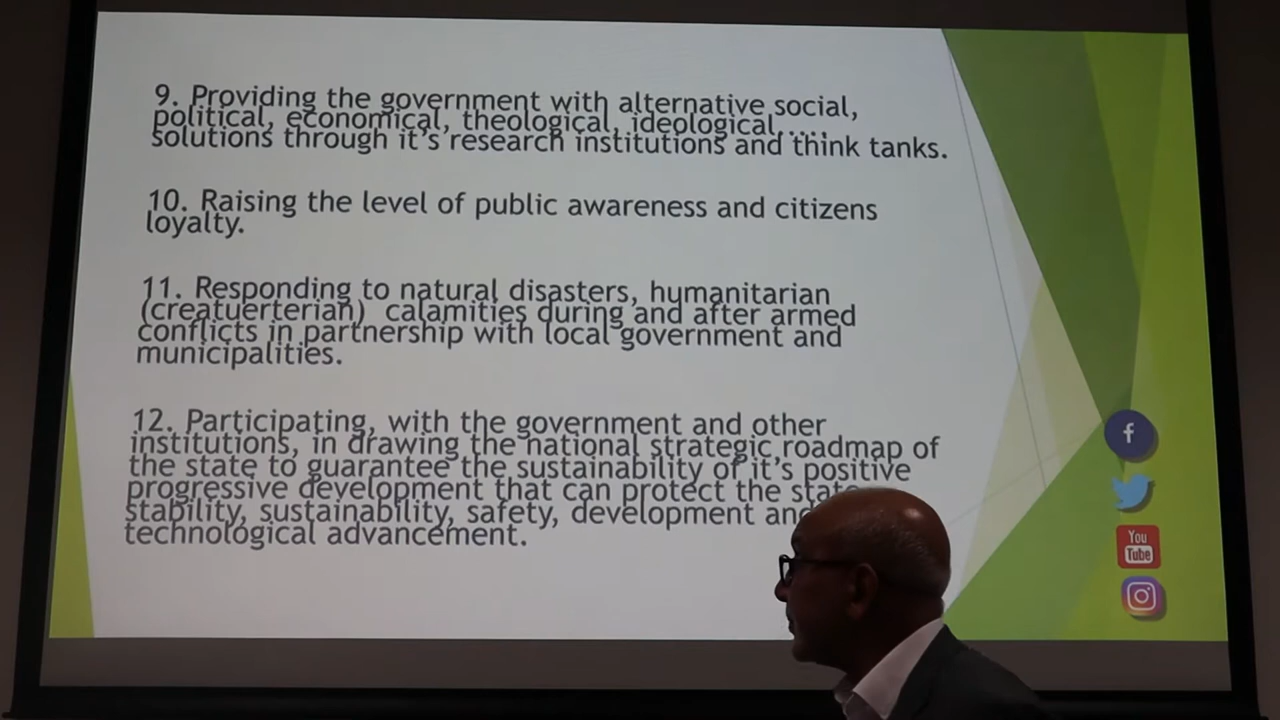 9. Providing the government with alternative social,
political, economical, theological, ideological.....
solutions through it's research institutions and think tanks.
10. Raising the level of public awareness and citizens
loyalty.
11. Responding to natural disasters, humanitarian
(creatuerterian) calamities during and after armed
conflicts in partnership with local government and
municipalities.
12. Participating, with the government and other
institutions, in drawing the national strategic roadmap of
the state to guarantee the sustainability of it's positive
progressive development that can protect the state
stability, sustainability, safety, development and
technological advancement.
f
You
Tube